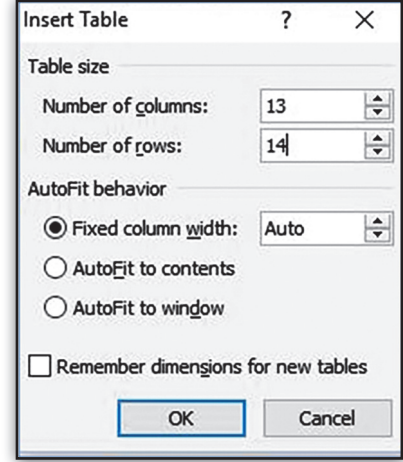 Insert Table ?
Table size
Number of columns: 13
Number of rows: 14
AutoFit behavior
Fixed column width: Auto
AutoFit to contents
AutoFit to window
Remember dimensions for new tables
OK Cancel